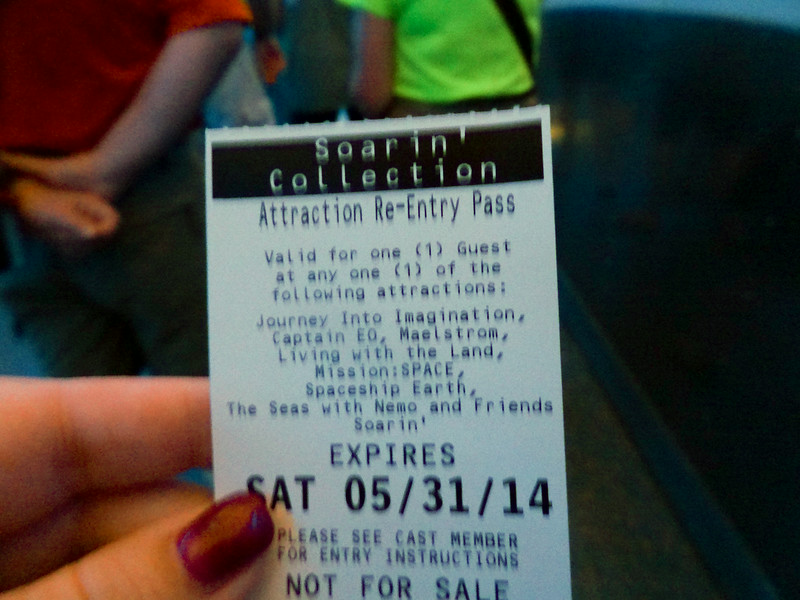 Soarin'
Collection
Attraction Re-Entry Pass
Valid for one (1) Guest
at any one (1) of the
following attractions:
Journey Into Imagination,
Captain EO, Maelstrom,
Living with the Land,
Mission:SPACE,
Spaceship Earth,
The Seas with Nemo and Friends
Soarin'
EXPIRES
SAT 05/31/14
PLEASE SEE CAST MEMBER
FOR ENTRY INSTRUCTIONS
NOT FOR SALE